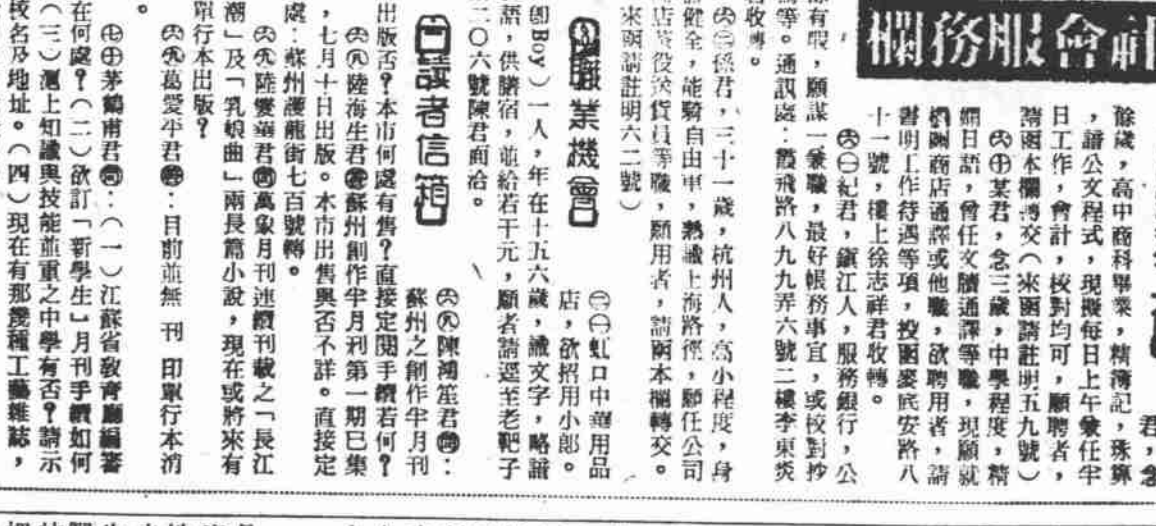 社會服務欄
君，念
餘歲，高中商科畢業，精簿記，珠算
，諳公文程式，現擬每日上午兼任半
日工作，會計，校對均可，願聘者，
請函本欄轉交（來函請註明五九號）
㊅㊉某君，念三歲，中學程度，精
嫻日語，曾任文牘通譯等職，現願就
商店通譯或他職，欲聘用者，請
書明工作待遇等項，投函麥底安路八
十一號，樓上徐志祥君收轉。
㊅㊀紀君，鎭江人，服務銀行，公
餘有暇，願謀一兼職，最好帳務事宜，或校對抄
寫等。通訊處：霞飛路八九九弄六號二樓李東炎
君收轉。
㊅㊁孫君，三十一歲，杭州人，高小程度，身
健全，能騎自由車，熟識上海路徑，願任公司
店茶役送貨員等職，願用者，請函本欄轉交。
來函請註明六二號）
職業機會
㊁㊀虹口中華用品
店，欲招用小郎。
卽Boy）一人，年在十五六歲，識文字，略諳
語，供膳宿，並給若干元，願者請逕至老靶子
二〇六號陳君面洽。
讀者信箱
㊅㊇陳鴻笙君問：
蘇州之創作半月刊
出版否？本市何處有售？直接定閱手續若何？
㊅㊇陸海生君答蘇州創作半月刊第一期已集
，七月十日出版。本市出售與否不詳。直接定
處：蘇州護龍街七百號轉。
㊅㊈陸雙華君問萬象月刊連續刊載之「長江
潮」及「乳娘曲」兩長篇小說，現在或將來有
單行本出版？
㊅㊈葛愛平君答：目前並無 刊 印單行本消
。
㊆㊉茅鶴甫君問：（一）江蘇省教育廳編審
在何處？（二）欲訂「新學生」月刊手續如何
（三）滬上知識與技能並重之中學有否？請示
校名及地址。（四）現在有那幾種工藝雜誌，